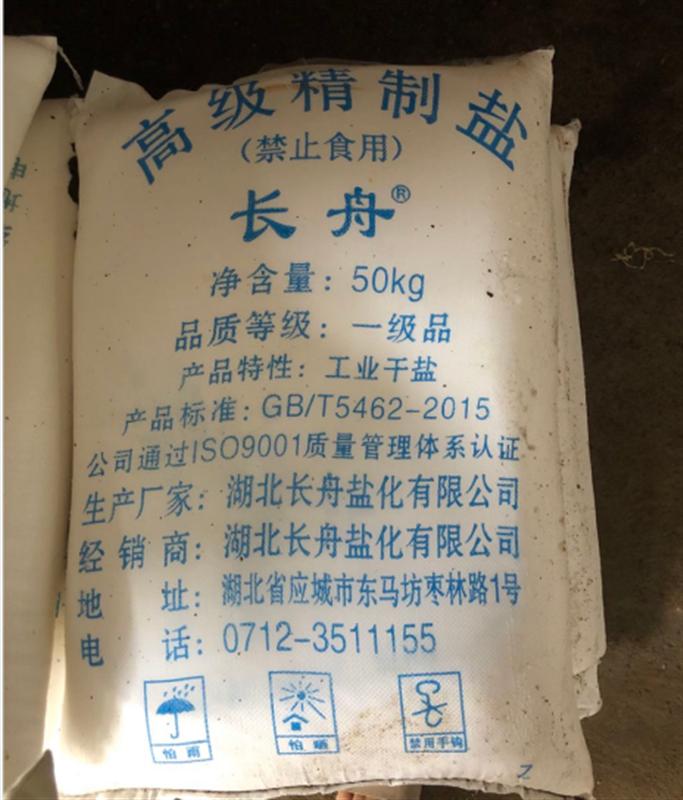 高级精制盐
(禁止食用)
长舟®
净含量：50kg
品质等级：一级品
产品特性：工业干盐
产品标准：GB/T5462-2015
公司通过ISO9001质量管理体系认证
生产厂家：湖北长舟盐化有限公司
经销商：湖北长舟盐化有限公司
地址：湖北省应城市东马坊枣林路1号
电话：0712-3511155
怕雨 怕晒 禁用手钩